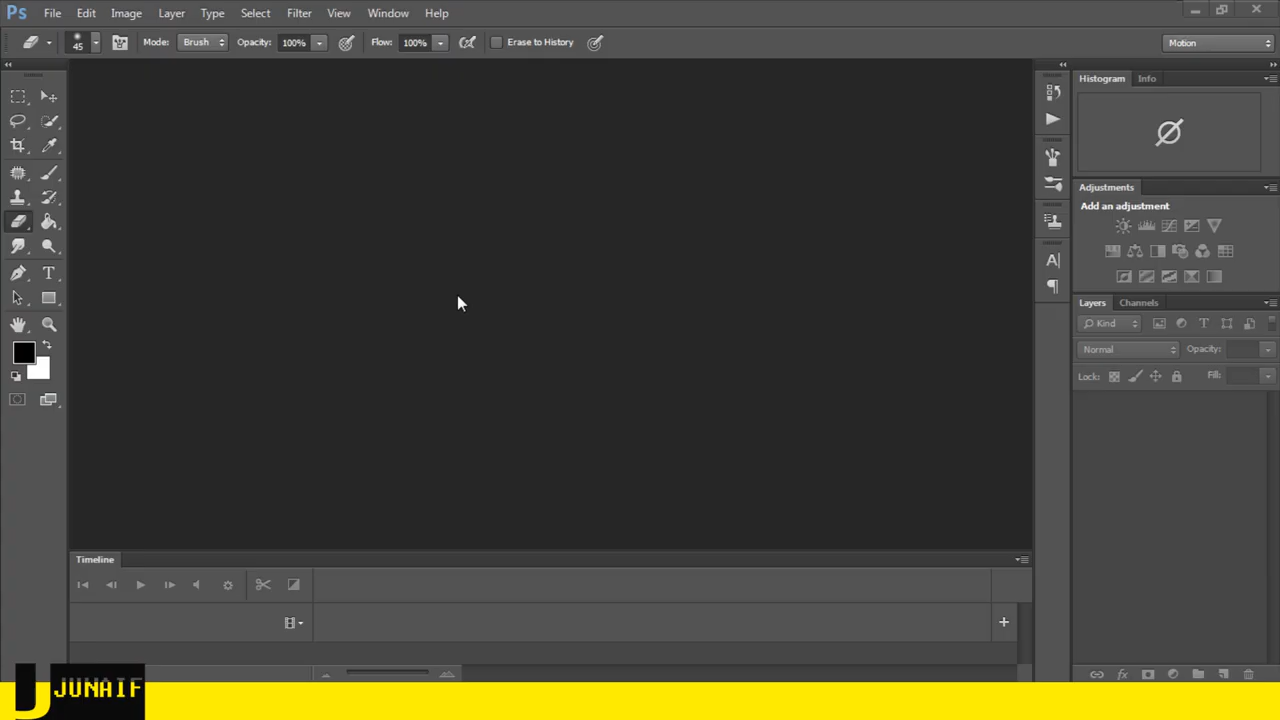 Ps File Edit Image Layer Type Select Filter View Window Help
45 Mode: Brush Opacity: 100% Flow: 100% Erase to History Motion
Histogram Info
Adjustments
Add an adjustment
Layers Channels
Kind
Normal Opacity:
Lock: Fill:
Timeline
JUNAIF